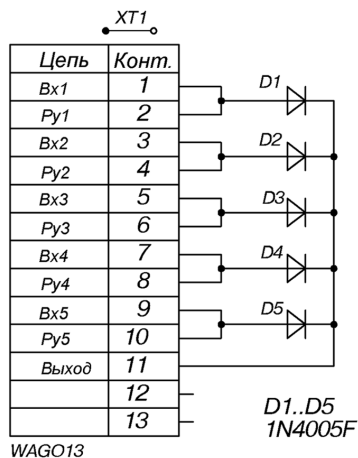 XT1
Цепь Конт.
Вх1 1 D1
Ру1 2
Вх2 3 D2
Ру2 4
Вх3 5 D3
Ру3 6
Вх4 7 D4
Ру4 8
Вх5 9 D5
Ру5 10
Выход 11
12
13
D1..D5
1N4005F
WAGO13